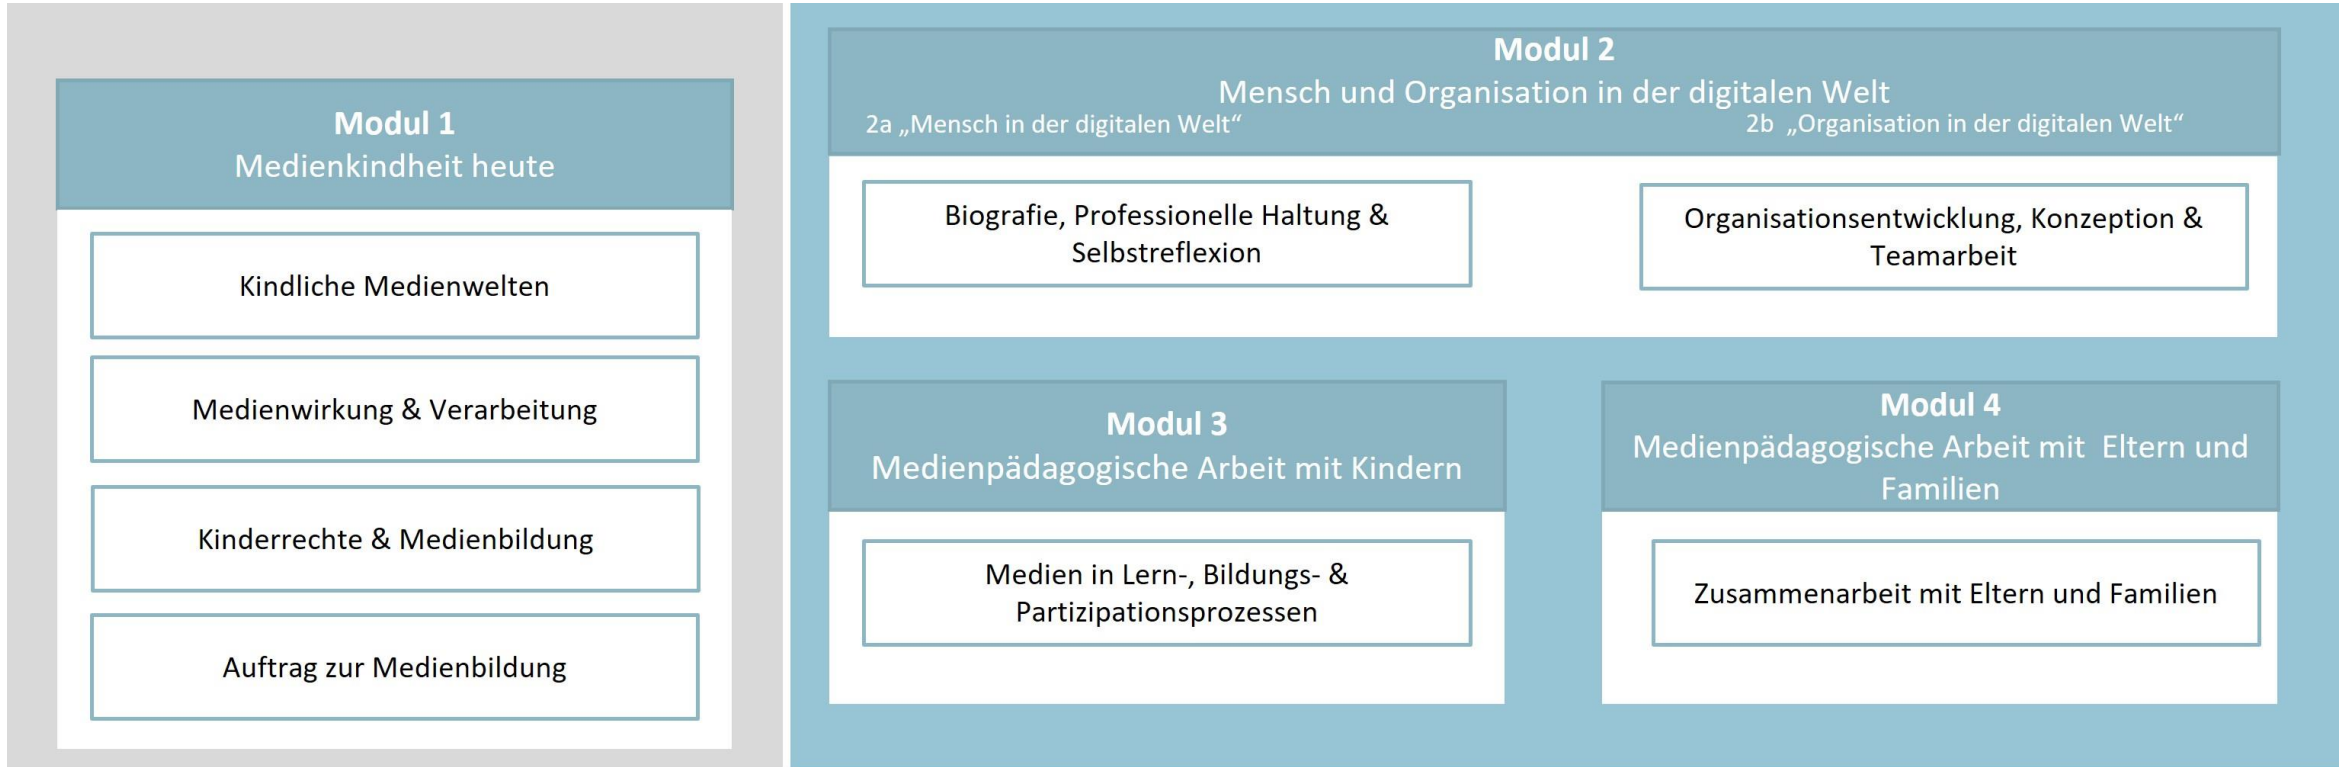 Modul 1
Medienkindheit heute
Kindliche Medienwelten
Medienwirkung & Verarbeitung
Kinderrechte & Medienbildung
Auftrag zur Medienbildung
Modul 2
Mensch und Organisation in der digitalen Welt
2a „Mensch in der digitalen Welt“
2b „Organisation in der digitalen Welt“
Biografie, Professionelle Haltung &
Selbstreflexion
Organisationsentwicklung, Konzeption &
Teamarbeit
Modul 3
Medienpädagogische Arbeit mit Kindern
Medien in Lern-, Bildungs- &
Partizipationsprozessen
Modul 4
Medienpädagogische Arbeit mit Eltern und
Familien
Zusammenarbeit mit Eltern und Familien